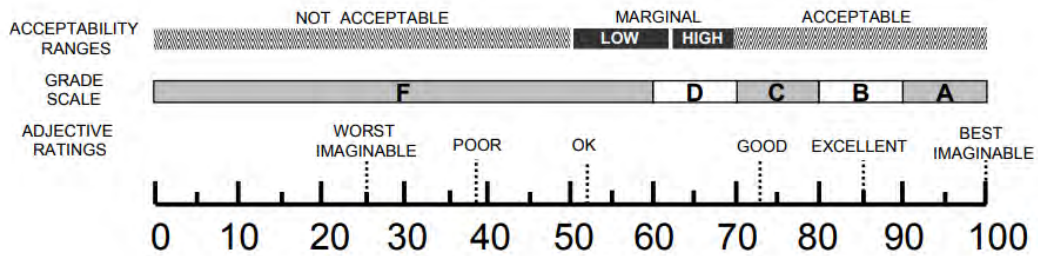 NOT ACCEPTABLE MARGINAL ACCEPTABLE
ACCEPTABILITY RANGES LOW HIGH
GRADE SCALE F D C B A
ADJECTIVE RATINGS WORST IMAGINABLE POOR OK GOOD EXCELLENT BEST IMAGINABLE
0 10 20 30 40 50 60 70 80 90 100